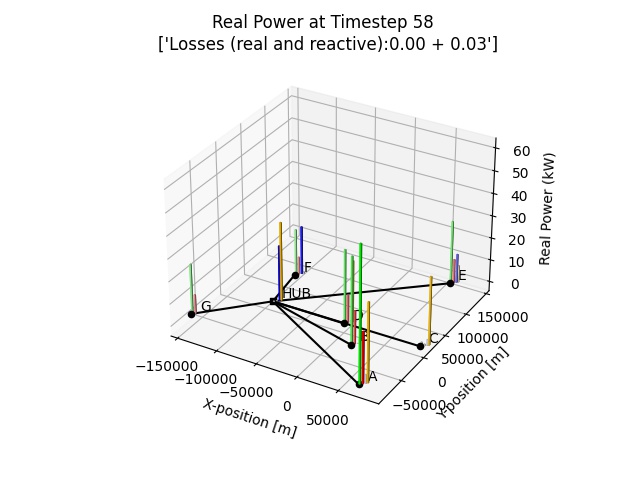 Real Power at Timestep 58
['Losses (real and reactive):0.00 + 0.03']
60
50
40
30
20
10
0
Real Power (kW)
F
E
HUB
G
D
B
C
A
−150000
−100000
−50000
0
50000
X-position [m]
−50000
0
50000
100000
150000
Y-position [m]